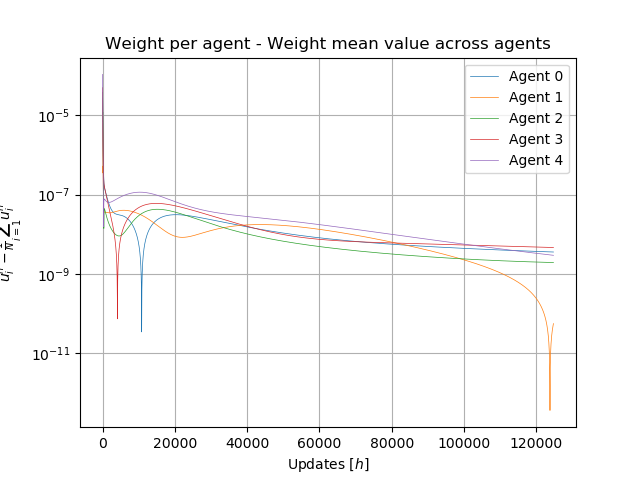 Weight per agent - Weight mean value across agents
Agent 0
Agent 1
Agent 2
Agent 3
Agent 4
10⁻⁵
10⁻⁷
10⁻⁹
10⁻¹¹
0
20000
40000
60000
80000
100000
120000
Updates [h]